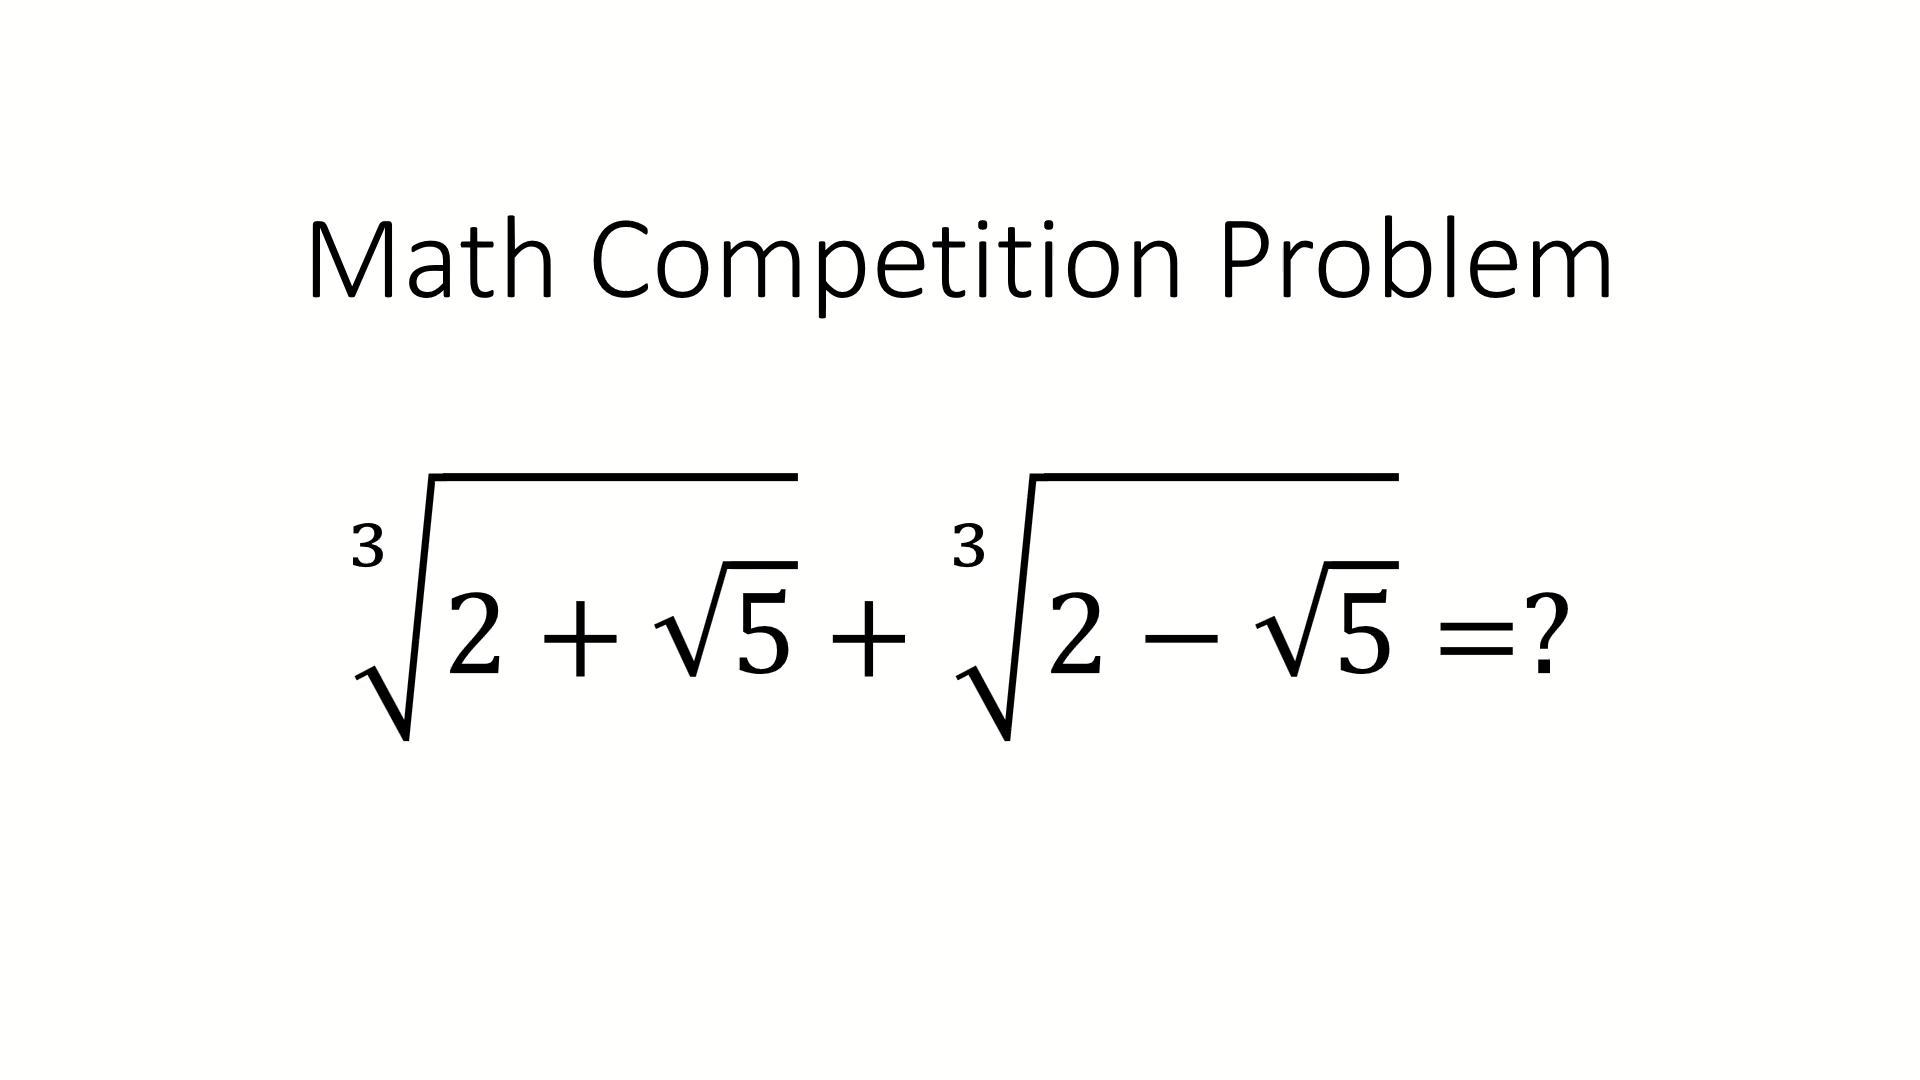 Math Competition Problem
∛(2 + √5) + ∛(2 − √5) =?